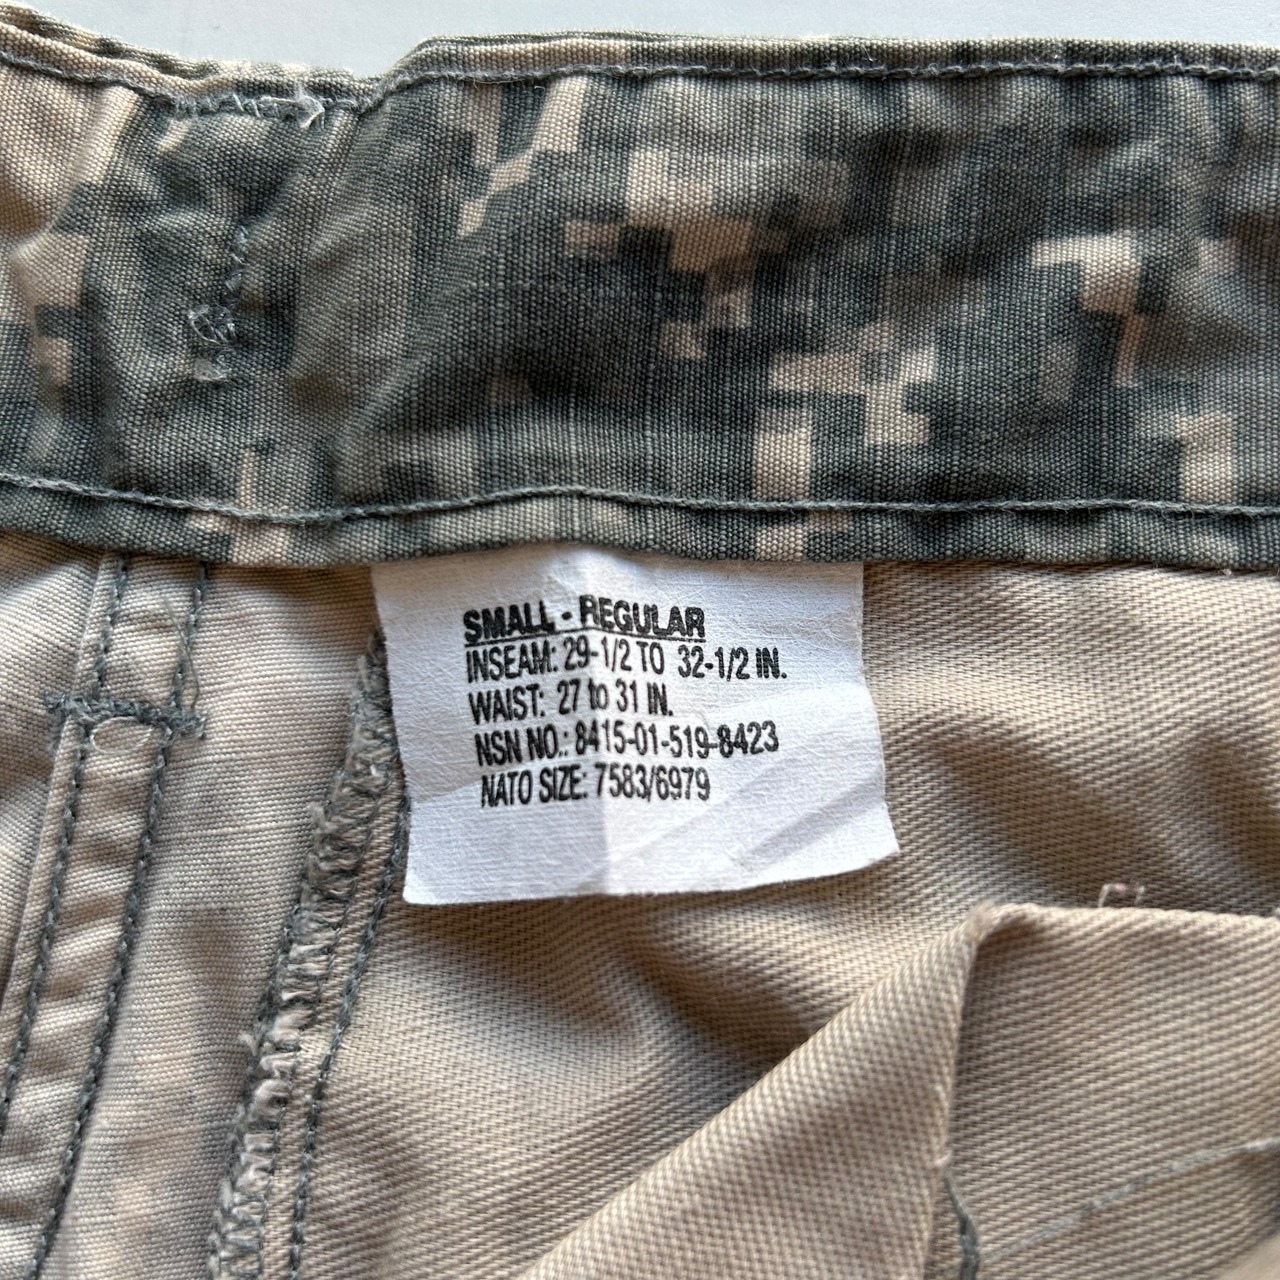 SMALL - REGULAR
INSEAM: 29-1/2 TO 32-1/2 IN.
WAIST: 27 to 31 IN.
NSN NO.: 8415-01-519-8423
NATO SIZE: 7583/6979